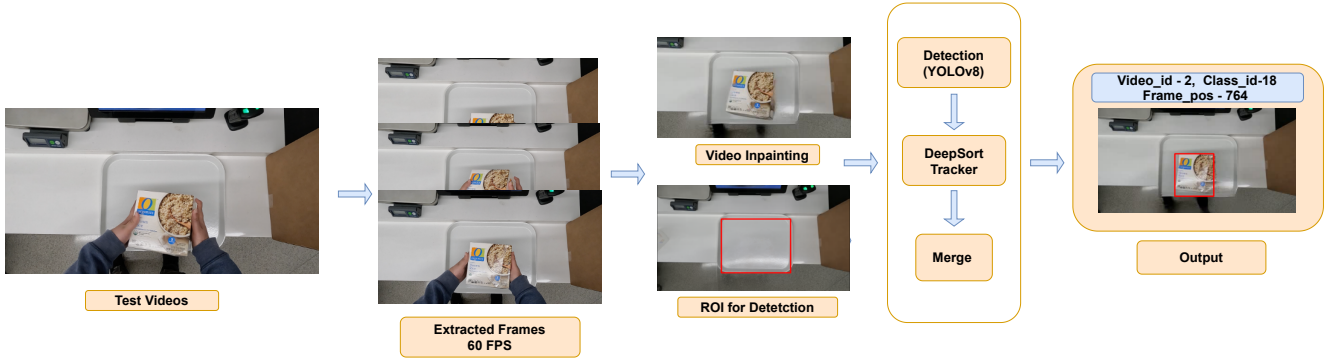 Test Videos
Extracted Frames
60 FPS
Video Inpainting
ROI for Detetction
Detection
(YOLOv8)
DeepSort
Tracker
Merge
Video_id - 2, Class_id-18
Frame_pos - 764
Output